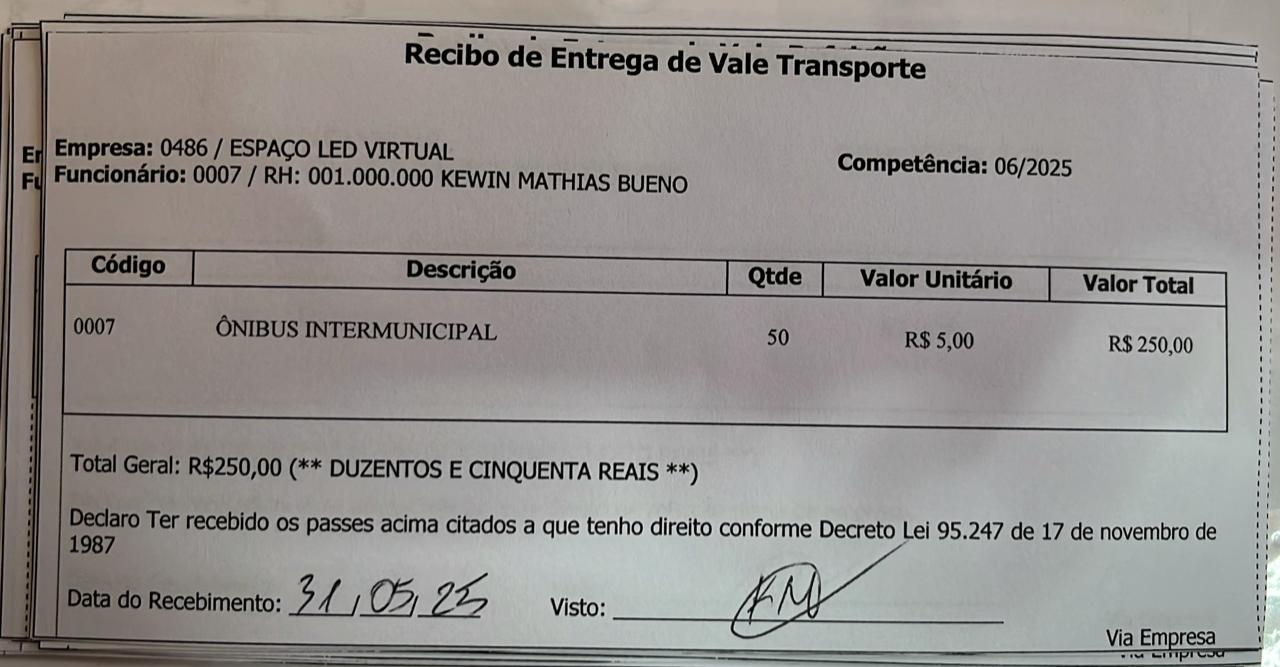 Recibo de Entrega de Vale Transporte
Empresa: 0486 / ESPAÇO LED VIRTUAL
Funcionário: 0007 / RH: 001.000.000 KEWIN MATHIAS BUENO
Competência: 06/2025
Código Descrição Qtde Valor Unitário Valor Total
0007 ÔNIBUS INTERMUNICIPAL 50 R$ 5,00 R$ 250,00
Total Geral: R$250,00 (** DUZENTOS E CINQUENTA REAIS **)
Declaro Ter recebido os passes acima citados a que tenho direito conforme Decreto Lei 95.247 de 17 de novembro de
1987
Data do Recebimento: 31,05,25 Visto: KM
Via Empresa